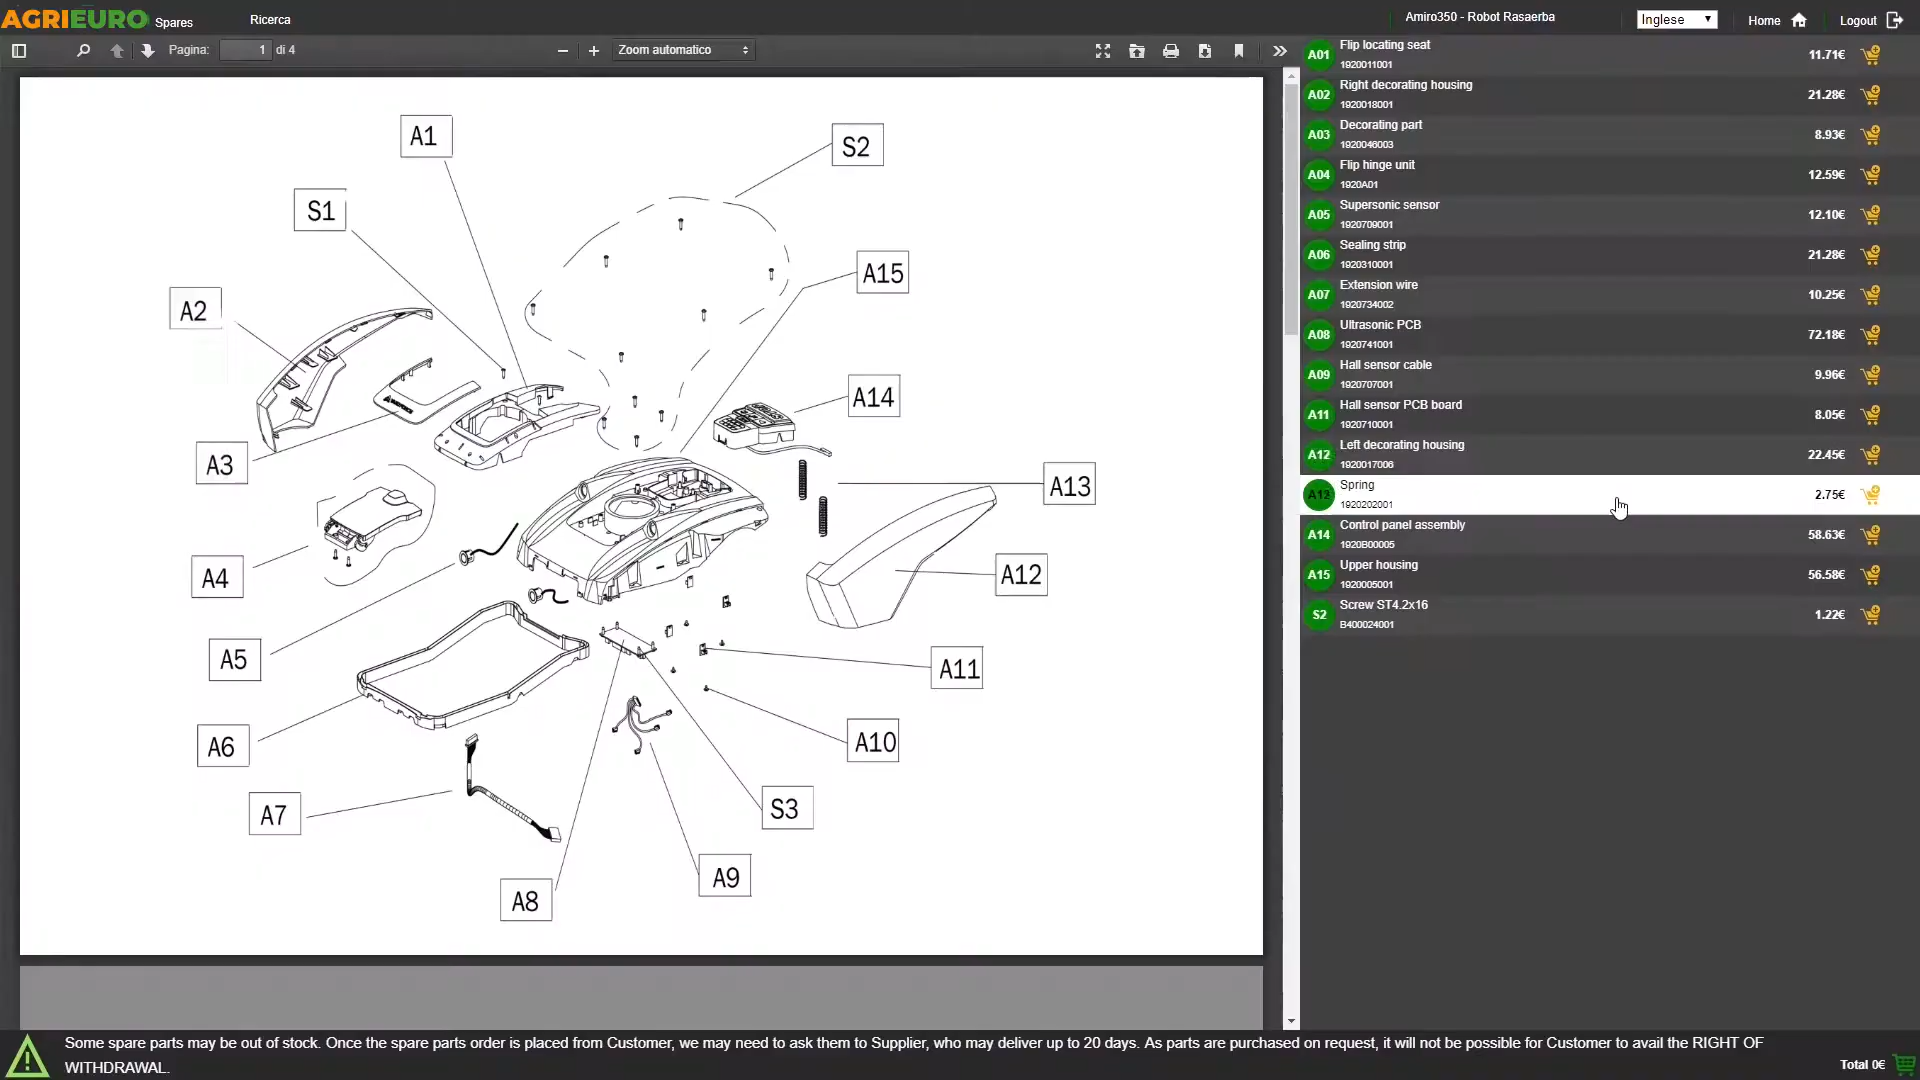 AGRIEURO Spares
Ricerca
Amiro350 - Robot Rasaerba
Inglese
Home
Logout
Pagina: 1 di 4
Zoom automatico
A1
S2
S1
A15
A2
A14
A3
A13
A4
A12
A5
A11
A6
A10
A7
S3
A9
A8
A01 Flip locating seat 11.71€
1920011001
A02 Right decorating housing 21.28€
1920018001
A03 Decorating part 8.93€
1920046003
A04 Flip hinge unit 12.59€
1920A01
A05 Supersonic sensor 12.10€
1920709001
A06 Sealing strip 21.28€
1920310001
A07 Extension wire 10.25€
1920734002
A08 Ultrasonic PCB 72.18€
1920741001
A09 Hall sensor cable 9.96€
1920707001
A11 Hall sensor PCB board 8.05€
1920710001
A12 Left decorating housing 22.45€
1920017006
Spring 2.75€
1920202001
A14 Control panel assembly 58.63€
1920B00005
A15 Upper housing 56.58€
1920005001
S2 Screw ST4.2x16 1.22€
B400024001
Some spare parts may be out of stock. Once the spare parts order is placed from Customer, we may need to ask them to Supplier, who may deliver up to 20 days. As parts are purchased on request, it will not be possible for Customer to avail the RIGHT OF
WITHDRAWAL.
Total 0€